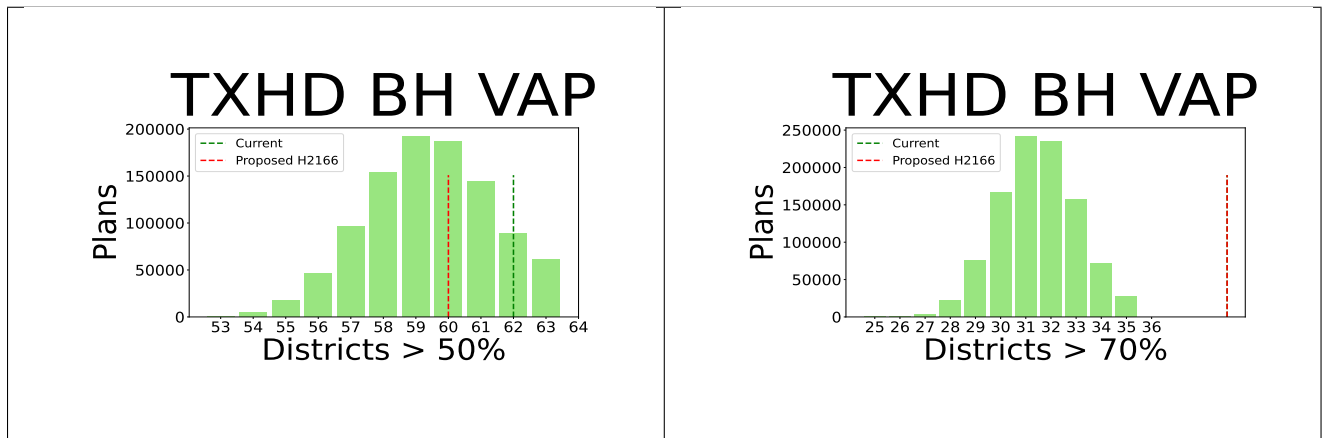 TXHD BH VAP
Current
Proposed H2166
Plans
200000
150000
100000
50000
0
53 54 55 56 57 58 59 60 61 62 63 64
Districts > 50%
TXHD BH VAP
Current
Proposed H2166
Plans
250000
200000
150000
100000
50000
0
25 26 27 28 29 30 31 32 33 34 35 36
Districts > 70%